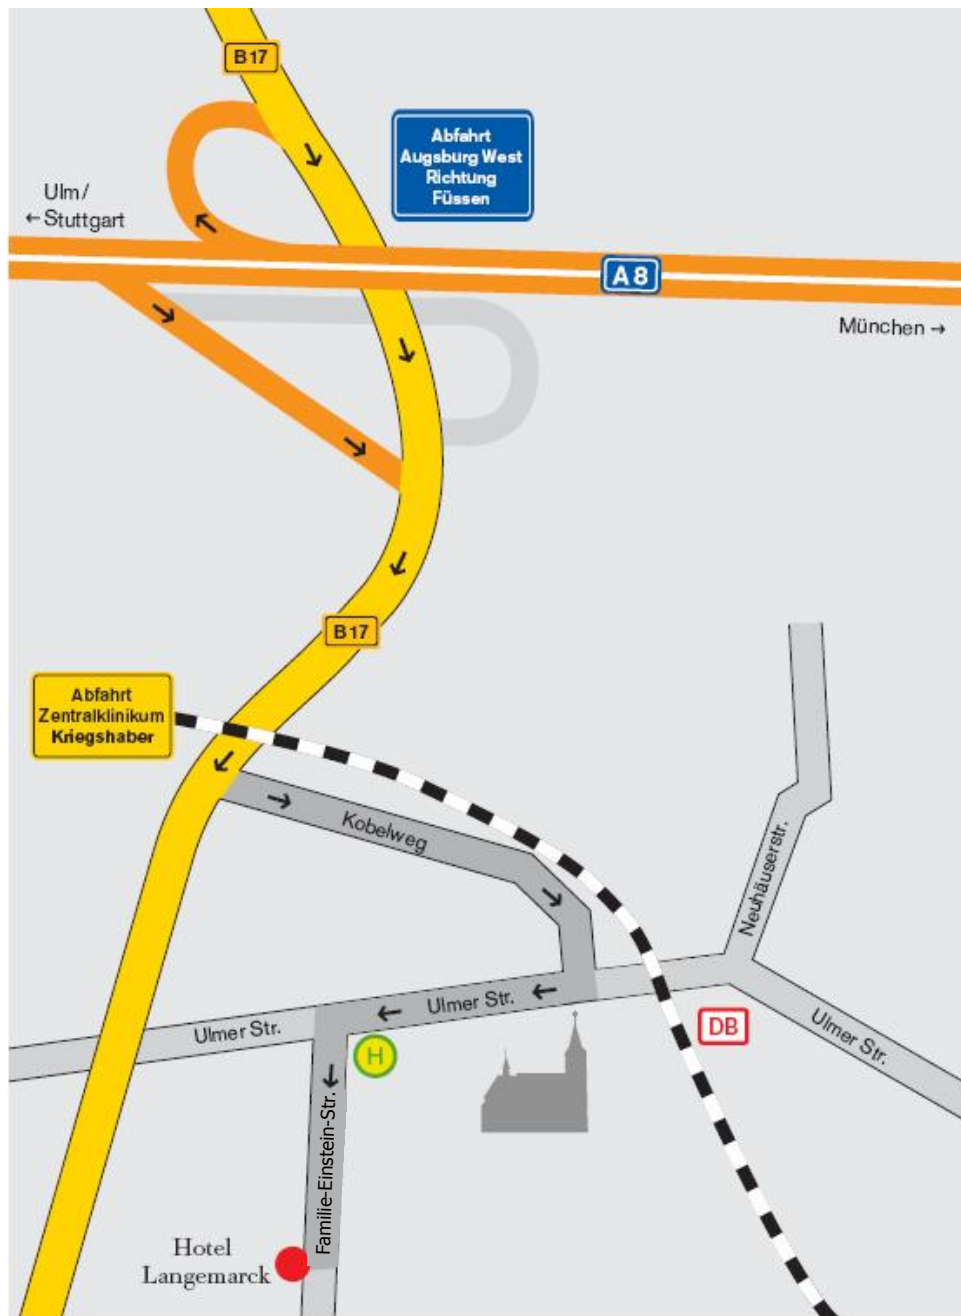 B17
Abfahrt
Augsburg West
Richtung
Füssen
Ulm/
←Stuttgart
A8
München →
B17
Abfahrt
Zentralklinikum
Kriegshaber
Kobelweg
Neuhäuserstr.
Ulmer Str.
Ulmer Str.
Ulmer Str.
DB
H
Familie-Einstein-Str.
Hotel
Langemarck